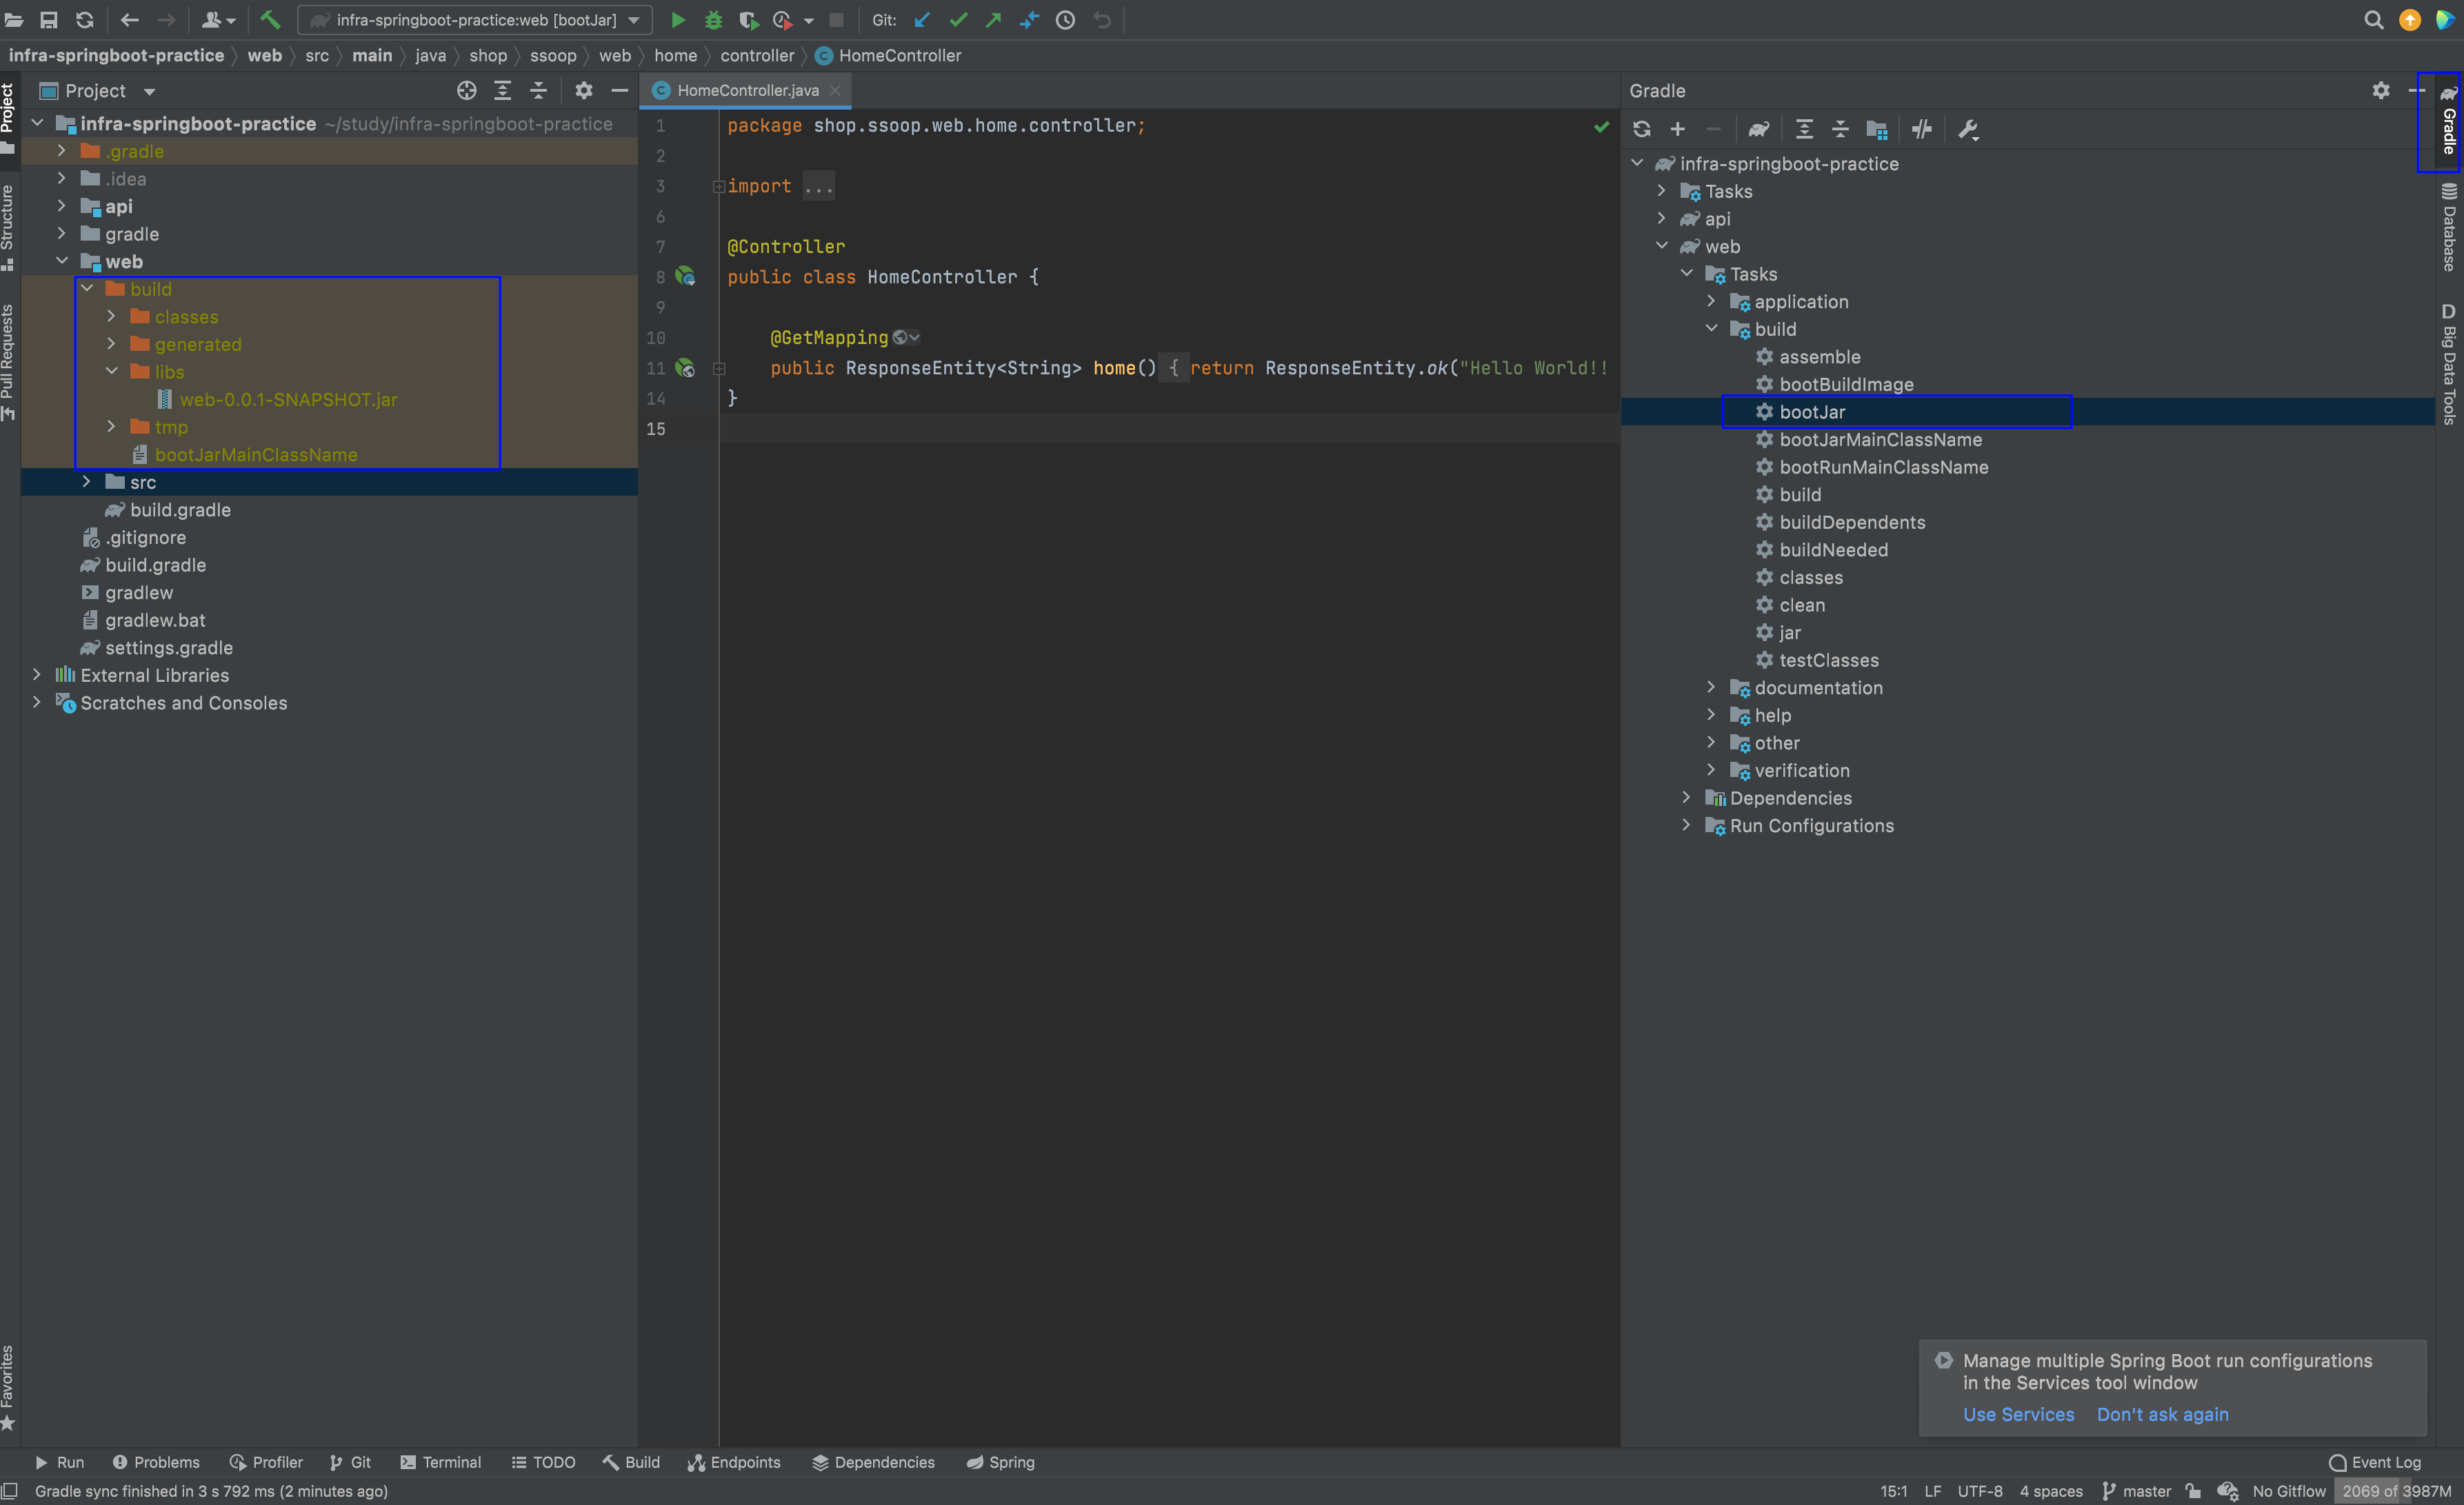 infra-springboot-practice:web [bootJar]
Git:
infra-springboot-practice web src main java shop ssoop web home controller HomeController
Project
Structure
Pull Requests
Favorites
Project
infra-springboot-practice ~/study/infra-springboot-practice
.gradle
.idea
api
gradle
web
build
classes
generated
libs
web-0.0.1-SNAPSHOT.jar
tmp
bootJarMainClassName
src
build.gradle
.gitignore
build.gradle
gradlew
gradlew.bat
settings.gradle
External Libraries
Scratches and Consoles
HomeController.java
1 package shop.ssoop.web.home.controller;
2
3 import ...
6
7 @Controller
8 public class HomeController {
9
10 @GetMapping
11 public ResponseEntity<String> home() { return ResponseEntity.ok("Hello World!!
14 }
15
Gradle
infra-springboot-practice
Tasks
api
web
Tasks
application
build
assemble
bootBuildImage
bootJar
bootJarMainClassName
bootRunMainClassName
build
buildDependents
buildNeeded
classes
clean
jar
testClasses
documentation
help
other
verification
Dependencies
Run Configurations
Gradle
Database
D Big Data Tools
Manage multiple Spring Boot run configurations
in the Services tool window
Use Services Don't ask again
Run Problems Profiler Git Terminal TODO Build Endpoints Dependencies Spring Event Log
Gradle sync finished in 3 s 792 ms (2 minutes ago) 15:1 LF UTF-8 4 spaces master No Gitflow 2069 of 3987M